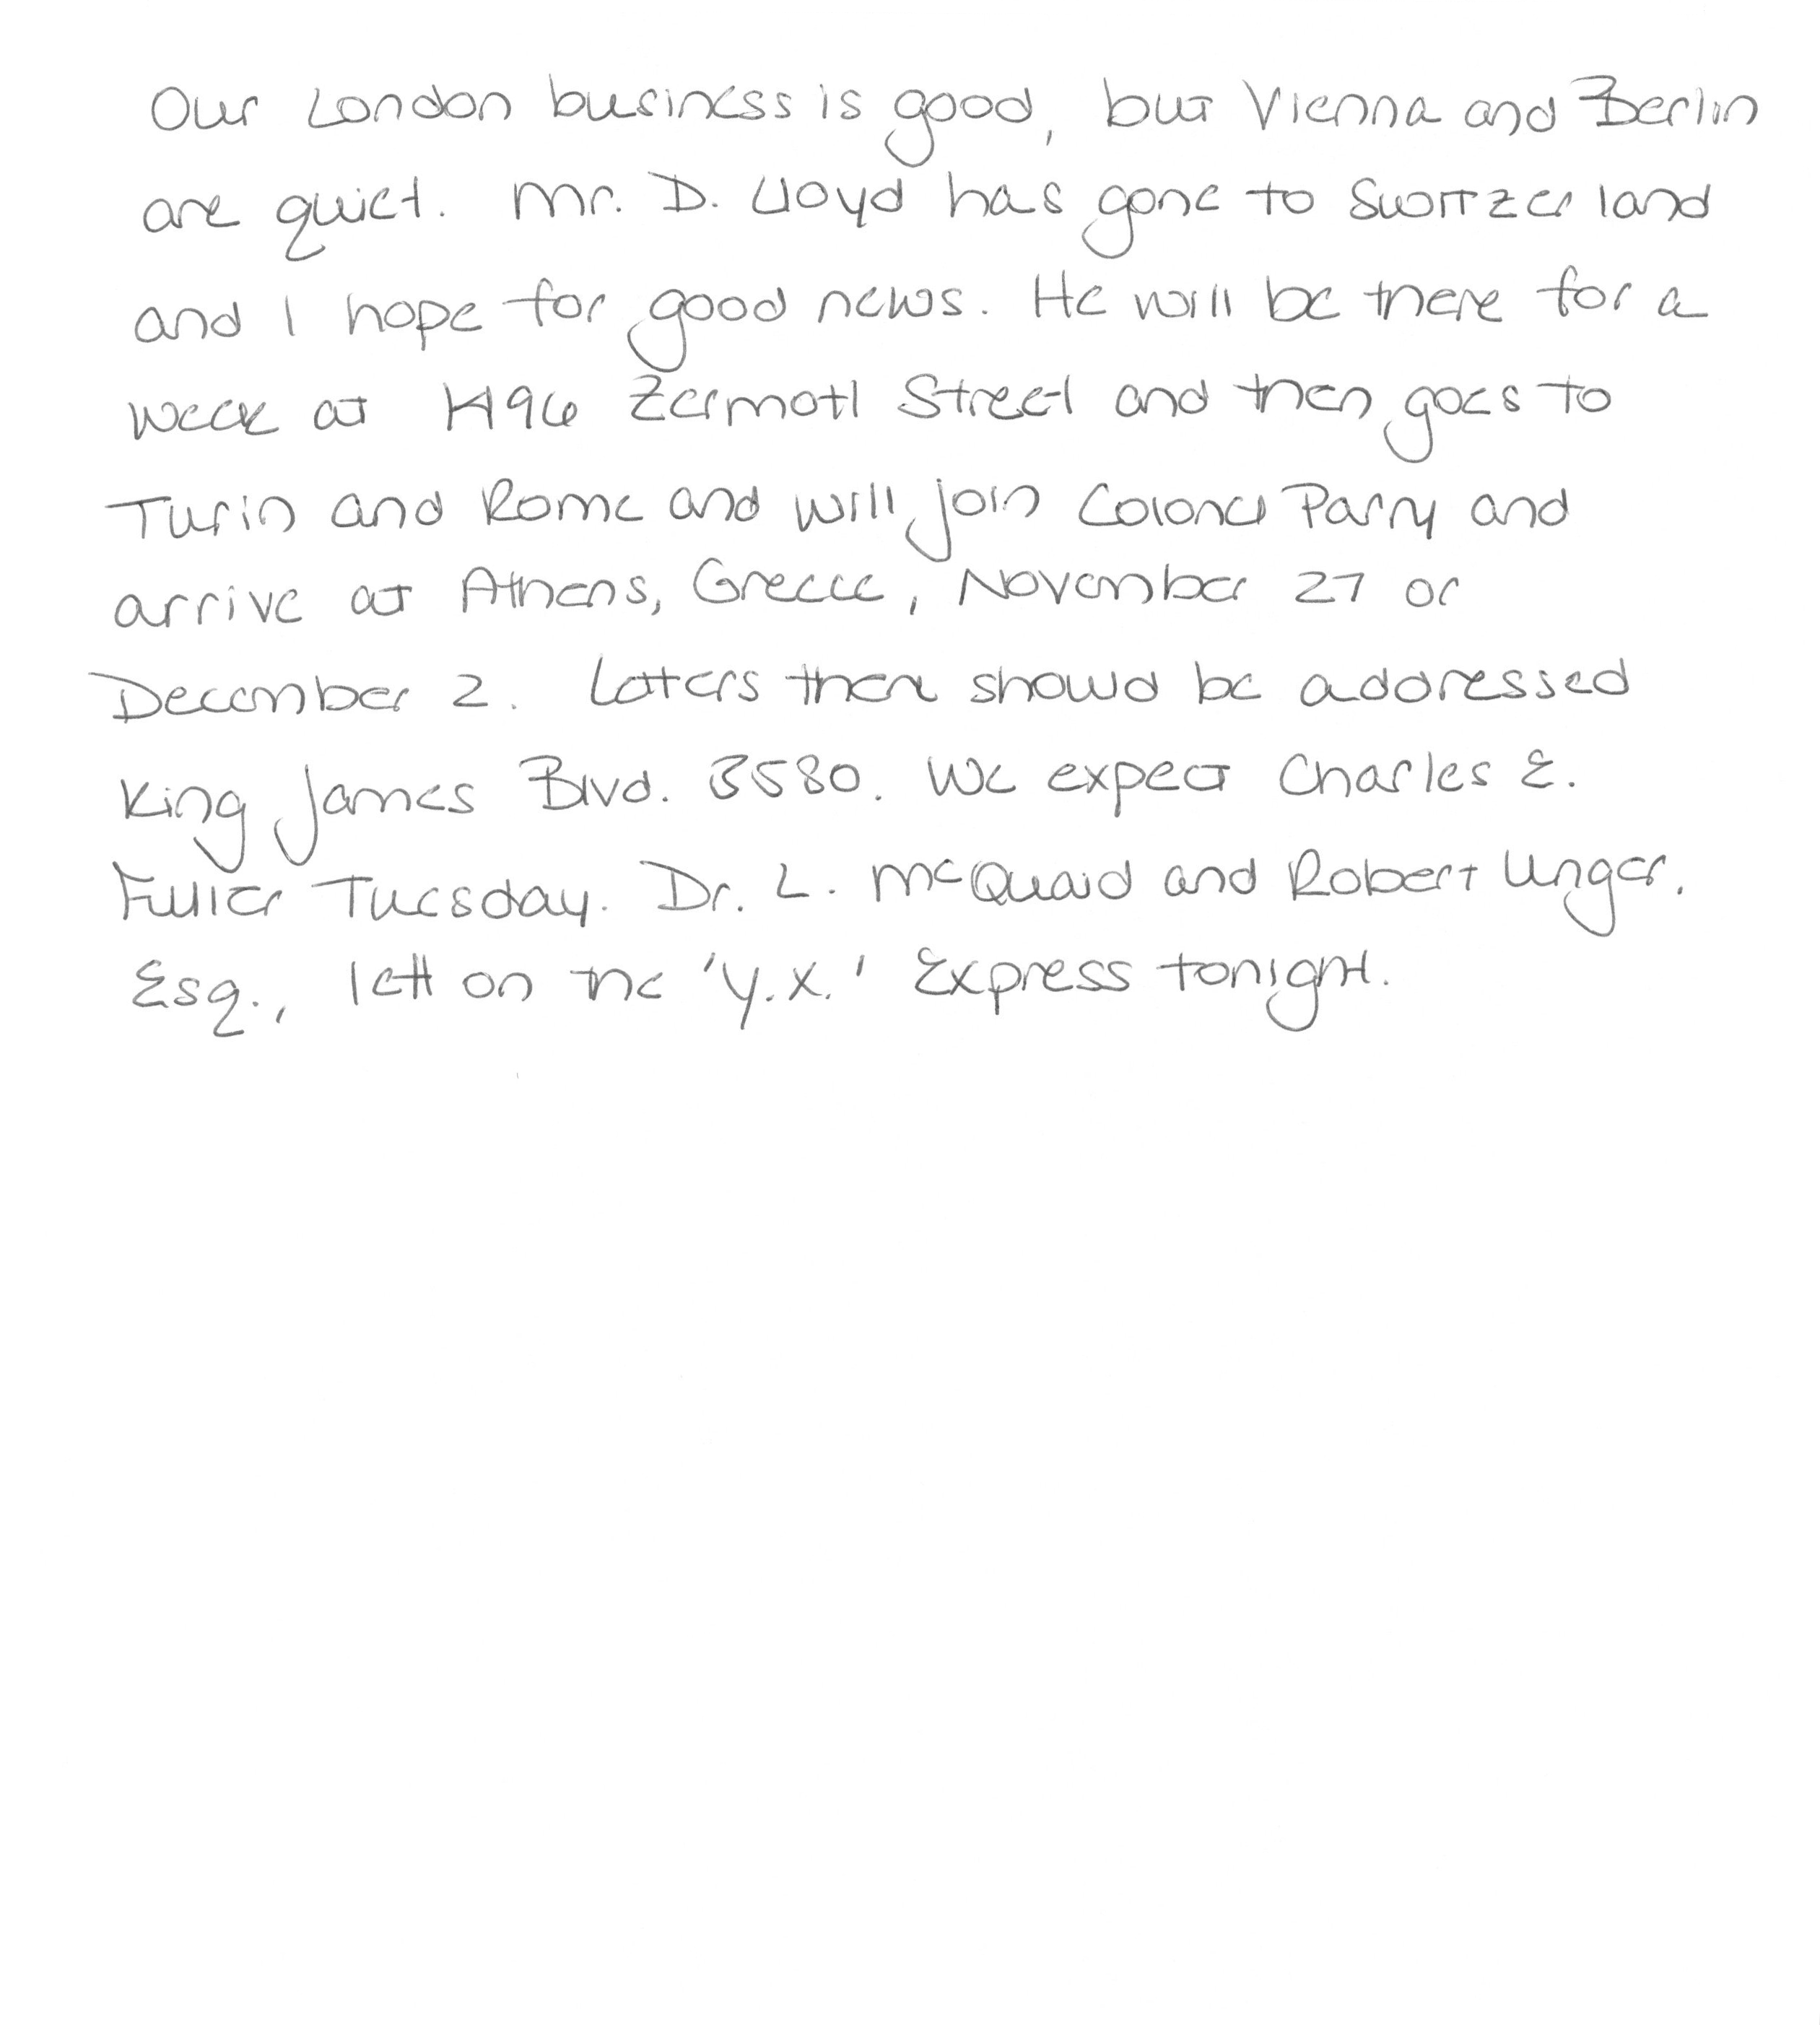 Our London business is good, but Vienna and Berlin
are quiet. Mr. D. Lloyd has gone to Switzerland
and I hope for good news. He will be there for a
week at 1496 Zermott Street and then goes to
Turin and Rome and will join Colonel Parry and
arrive at Athens, Greece, November 27 or
December 2. Letters there should be addressed
King James Blvd. 3580. We expect Charles E.
Fuller Tuesday. Dr. L. McQuaid and Robert Unger.
Esq., left on the 'Y.X.' Express tonight.